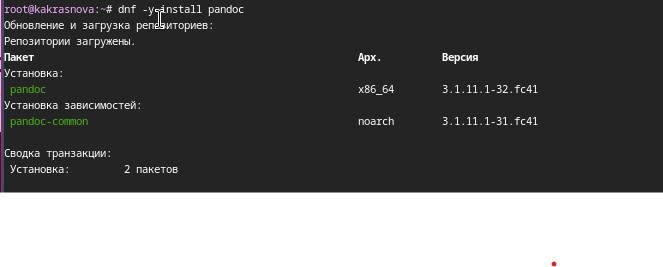 root@kakrasnova:~# dnf -y install pandoc
Обновление и загрузка репозиториев:
Репозитории загружены.
Пакет Арх. Версия
Установка:
pandoc x86_64 3.1.11.1-32.fc41
Установка зависимостей:
pandoc-common noarch 3.1.11.1-31.fc41
Сводка транзакции:
Установка: 2 пакетов